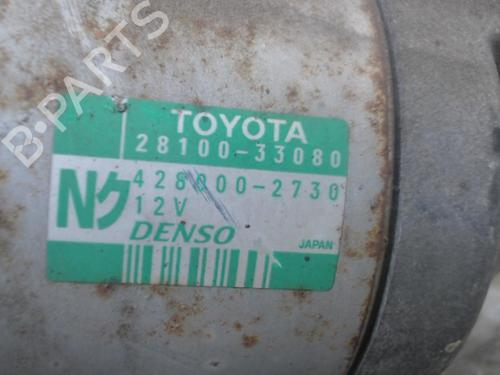 TOYOTA
28100-33080
Nク 428000-2730
12V
DENSO
JAPAN
B-PARTS